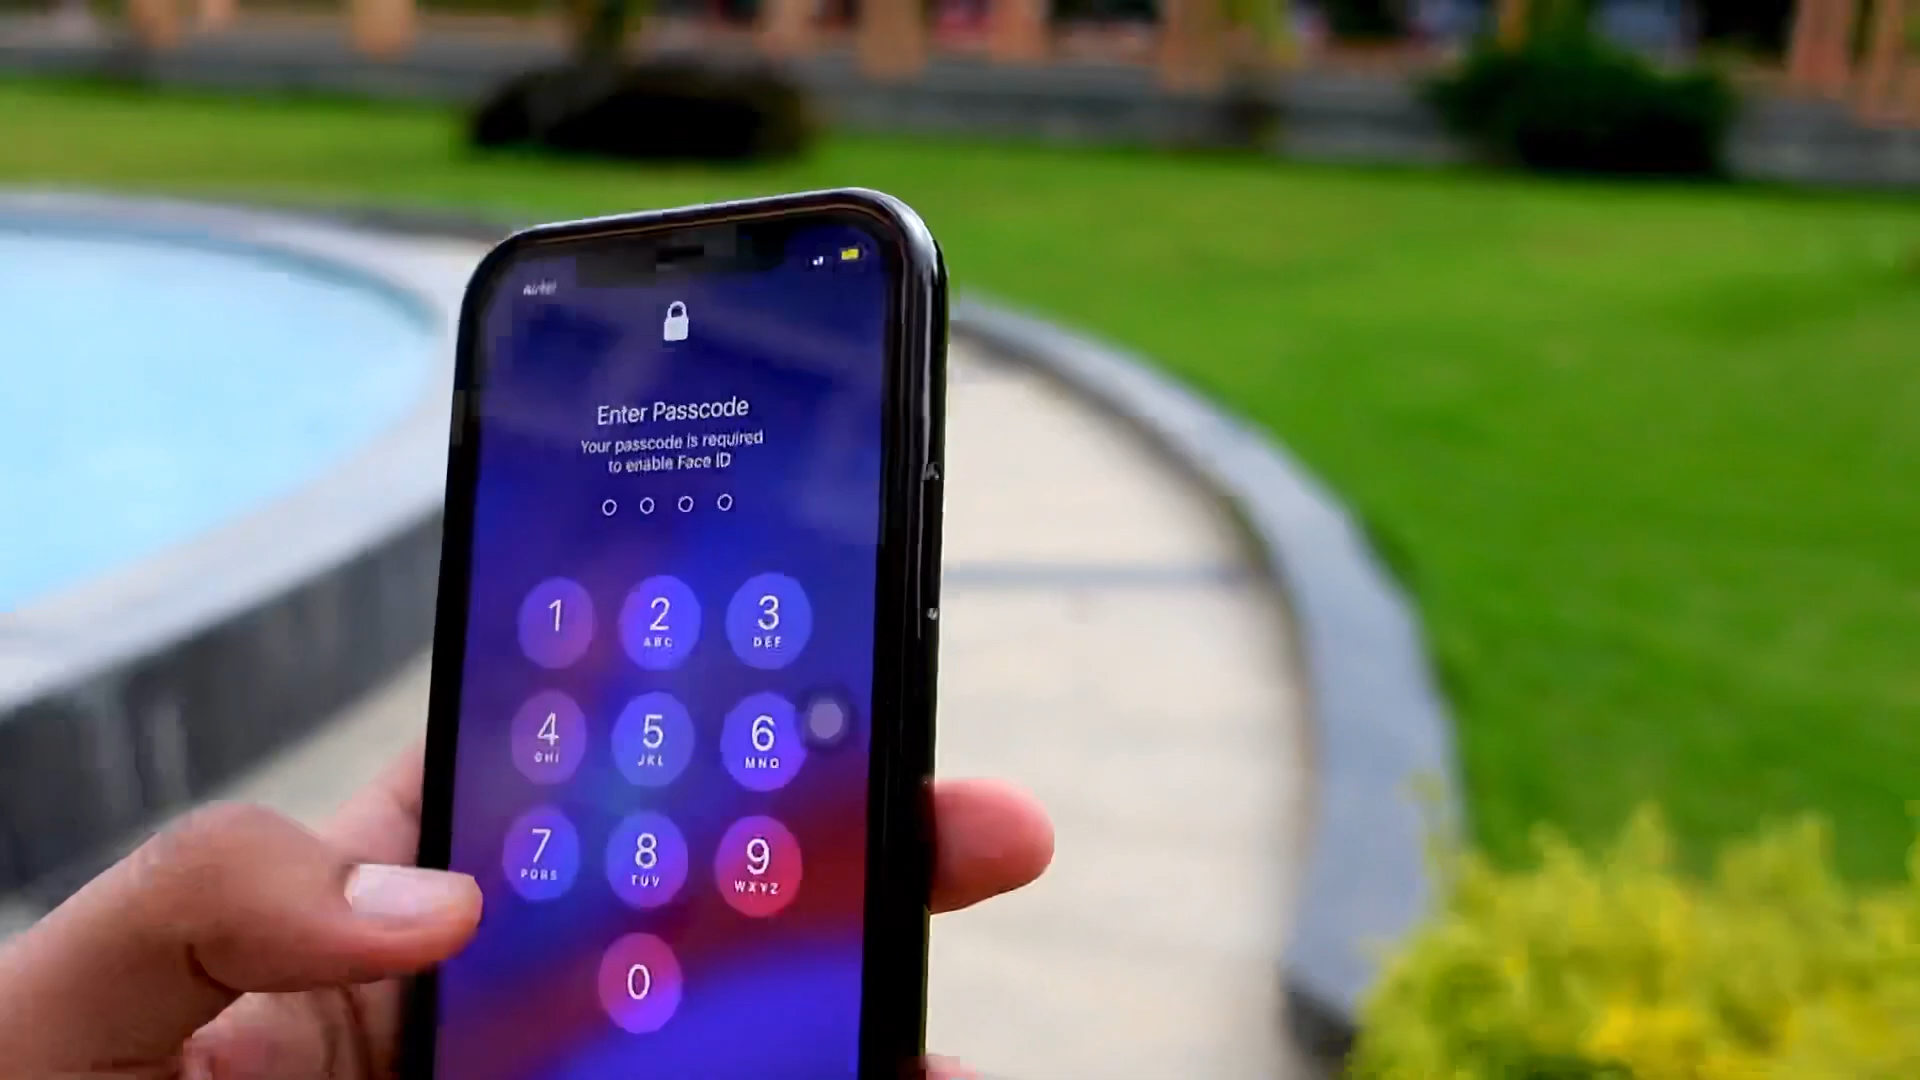 airtel
Enter Passcode
Your passcode is required
to enable Face ID
1
2
ABC
3
DEF
4
GHI
5
JKL
6
MNO
7
PQRS
8
TUV
9
WXYZ
0